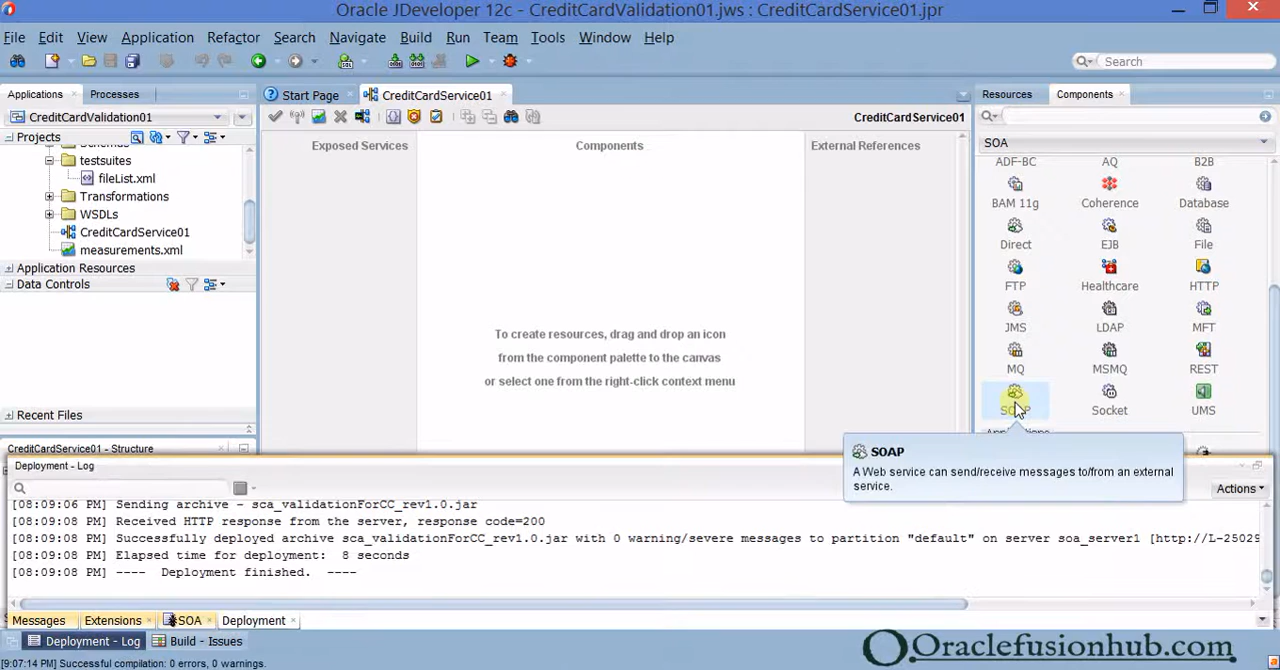 Oracle JDeveloper 12c - CreditCardValidation01.jws : CreditCardService01.jpr
File Edit View Application Refactor Search Navigate Build Run Team Tools Window Help
Search
Applications Processes
Start Page CreditCardService01
Resources Components
CreditCardValidation01
CreditCardService01
Projects
SOA
testsuites
fileList.xml
Transformations
WSDLs
CreditCardService01
measurements.xml
Application Resources
Data Controls
Recent Files
CreditCardService01 - Structure
Exposed Services Components External References
To create resources, drag and drop an icon
from the component palette to the canvas
or select one from the right-click context menu
ADF-BC AQ B2B
BAM 11g Coherence Database
Direct EJB File
FTP Healthcare HTTP
JMS LDAP MFT
MQ MSMQ REST
Socket UMS
SOAP
A Web service can send/receive messages to/from an external
service.
Deployment - Log
Actions
[08:09:06 PM] Sending archive - sca_validationForCC_rev1.0.jar
[08:09:08 PM] Received HTTP response from the server, response code=200
[08:09:08 PM] Successfully deployed archive sca_validationForCC_rev1.0.jar with 0 warning/severe messages to partition "default" on server soa_server1 [http://L-25029
[08:09:08 PM] Elapsed time for deployment: 8 seconds
[08:09:08 PM] ---- Deployment finished. ----
Messages Extensions SOA Deployment
Deployment - Log Build - Issues
[9:07:14 PM] Successful compilation: 0 errors, 0 warnings.
Oraclefusionhub.com